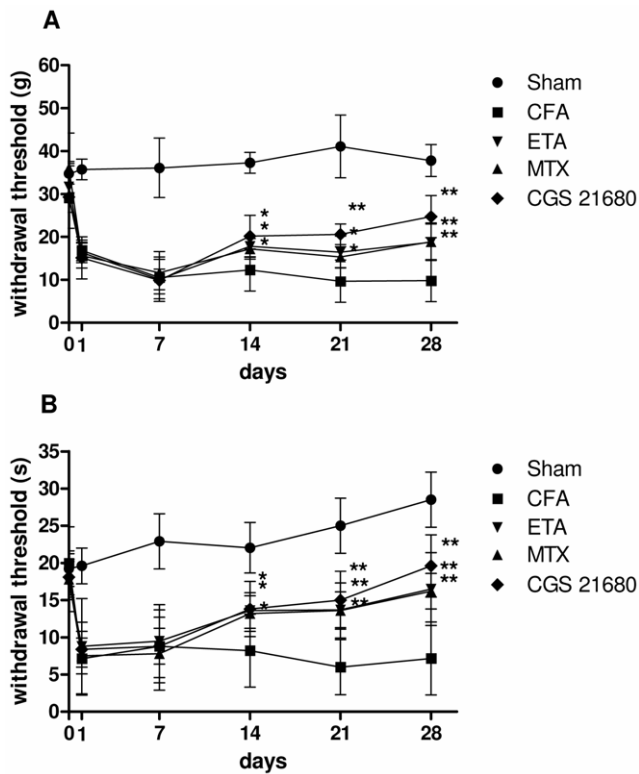 A
withdrawal threshold (g)
60
50
40
30
20
10
0
0 1 7 14 21 28
days
Sham
CFA
ETA
MTX
CGS 21680
*
*
*
**
*
*
**
**
**
B
withdrawal threshold (s)
35
30
25
20
15
10
5
0
0 1 7 14 21 28
days
Sham
CFA
ETA
MTX
CGS 21680
*
*
*
**
**
**
**
**
**